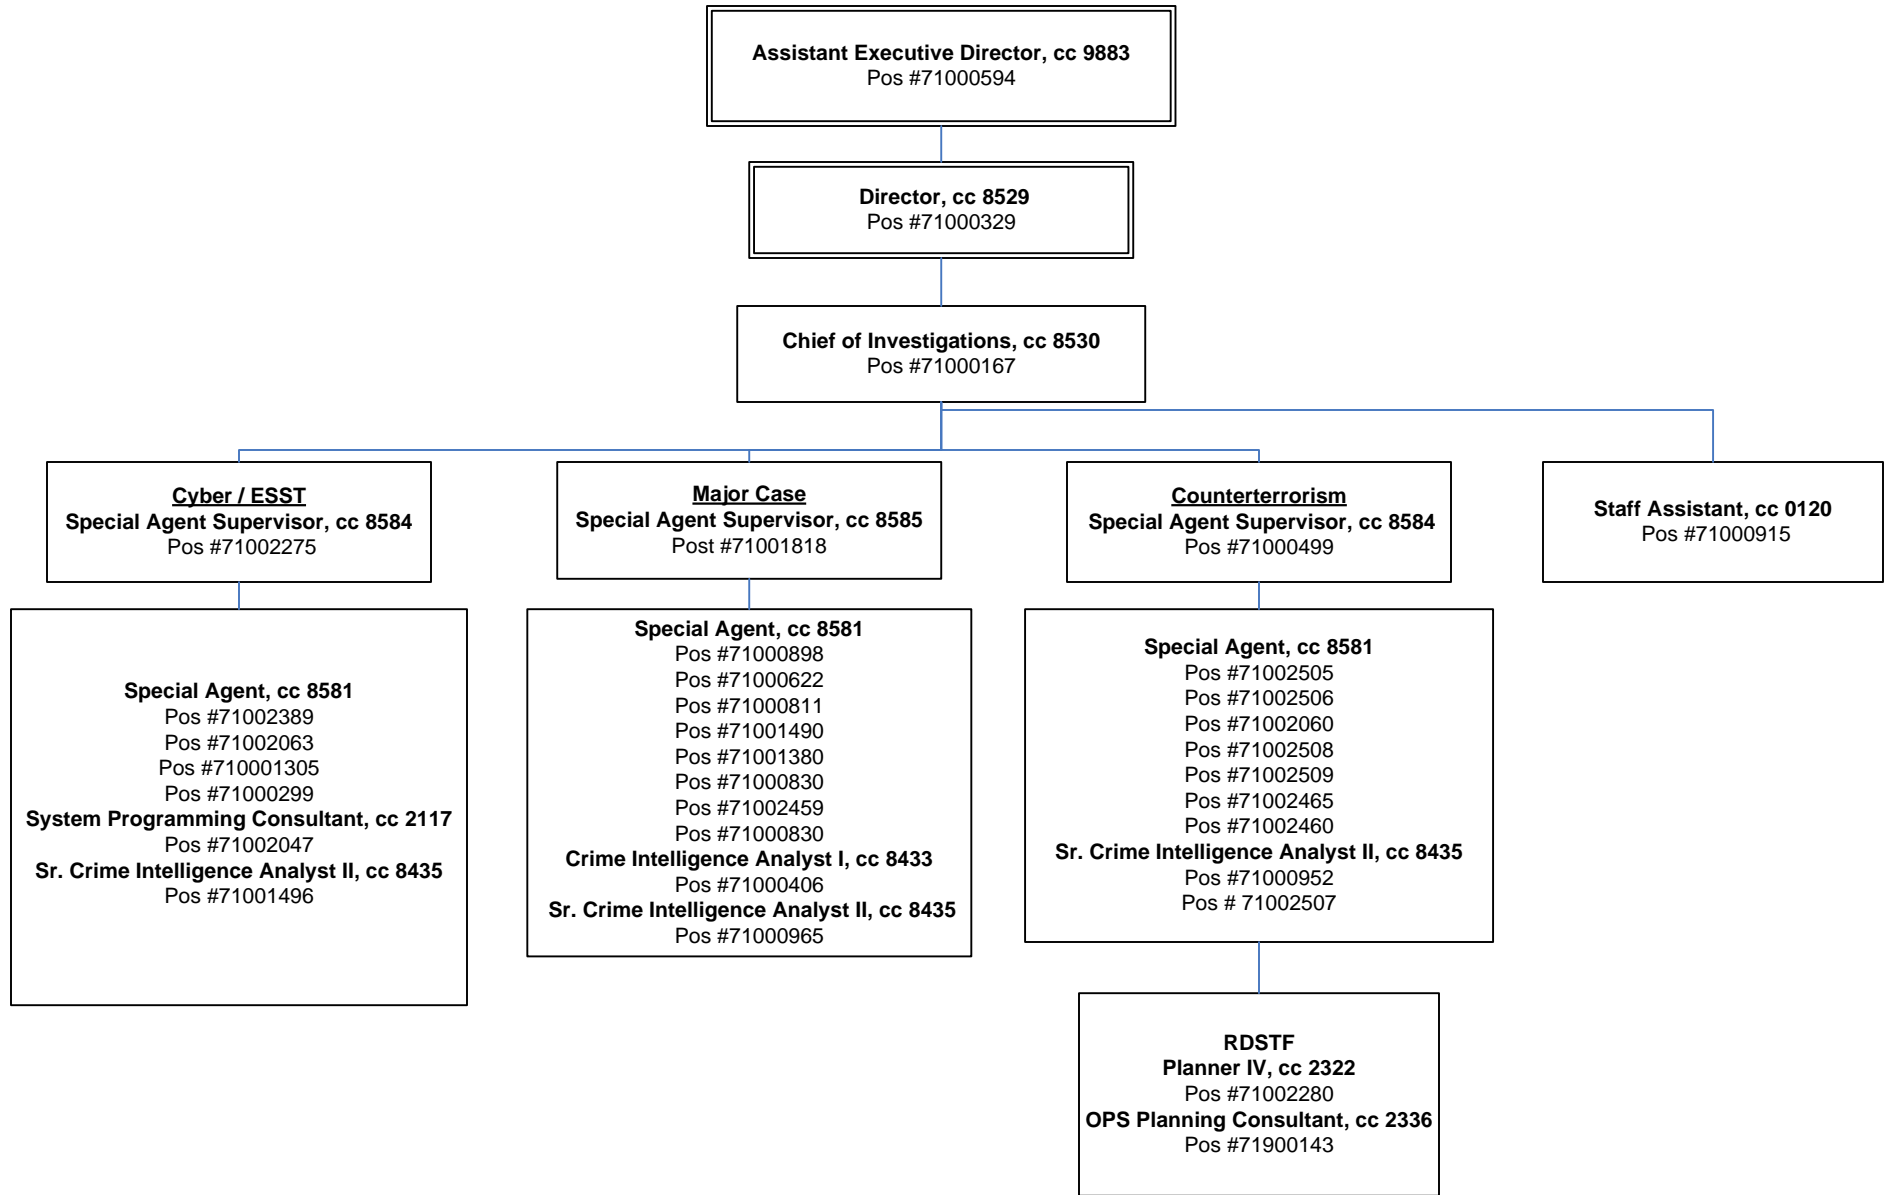 Assistant Executive Director, cc 9883
Pos #71000594
Director, cc 8529
Pos #71000329
Chief of Investigations, cc 8530
Pos #71000167
Cyber / ESST
Special Agent Supervisor, cc 8584
Pos #71002275
Major Case
Special Agent Supervisor, cc 8585
Post #71001818
Counterterrorism
Special Agent Supervisor, cc 8584
Pos #71000499
Staff Assistant, cc 0120
Pos #71000915
Special Agent, cc 8581
Pos #71002389
Pos #71002063
Pos #710001305
Pos #71000299
System Programming Consultant, cc 2117
Pos #71002047
Sr. Crime Intelligence Analyst II, cc 8435
Pos #71001496
Special Agent, cc 8581
Pos #71000898
Pos #71000622
Pos #71000811
Pos #71001490
Pos #71001380
Pos #71000830
Pos #71002459
Pos #71000830
Crime Intelligence Analyst I, cc 8433
Pos #71000406
Sr. Crime Intelligence Analyst II, cc 8435
Pos #71000965
Special Agent, cc 8581
Pos #71002505
Pos #71002506
Pos #71002060
Pos #71002508
Pos #71002509
Pos #71002465
Pos #71002460
Sr. Crime Intelligence Analyst II, cc 8435
Pos #71000952
Pos # 71002507
RDSTF
Planner IV, cc 2322
Pos #71002280
OPS Planning Consultant, cc 2336
Pos #71900143